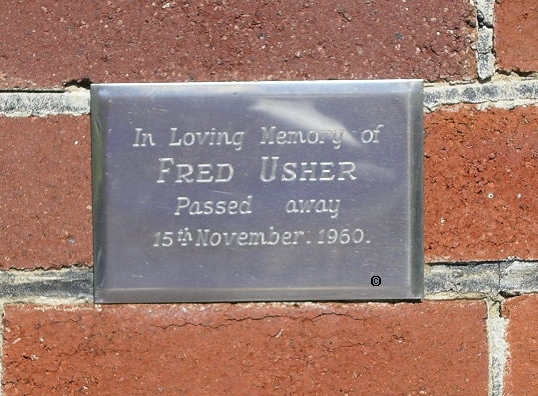 In Loving Memory of
FRED USHER
Passed away
15th November. 1960.
©